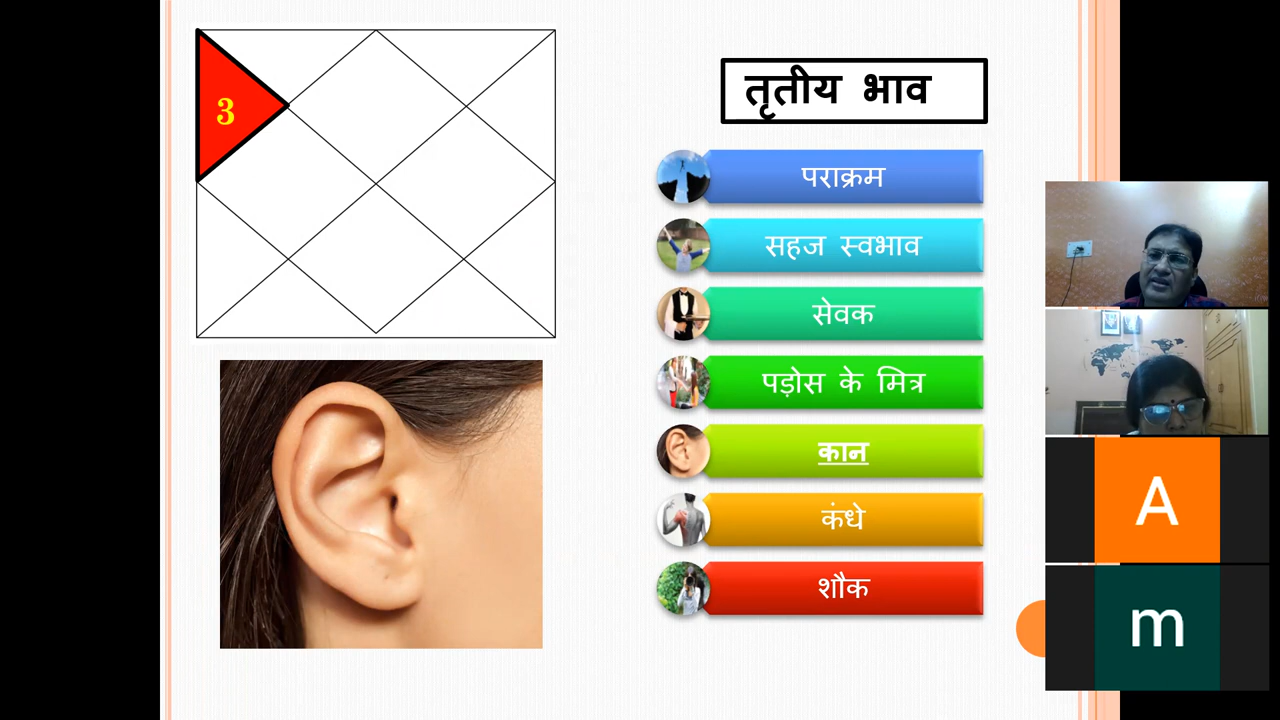 3
तृतीय भाव
पराक्रम
सहज स्वभाव
सेवक
पड़ोस के मित्र
कान
कंधे
शौक
A
m